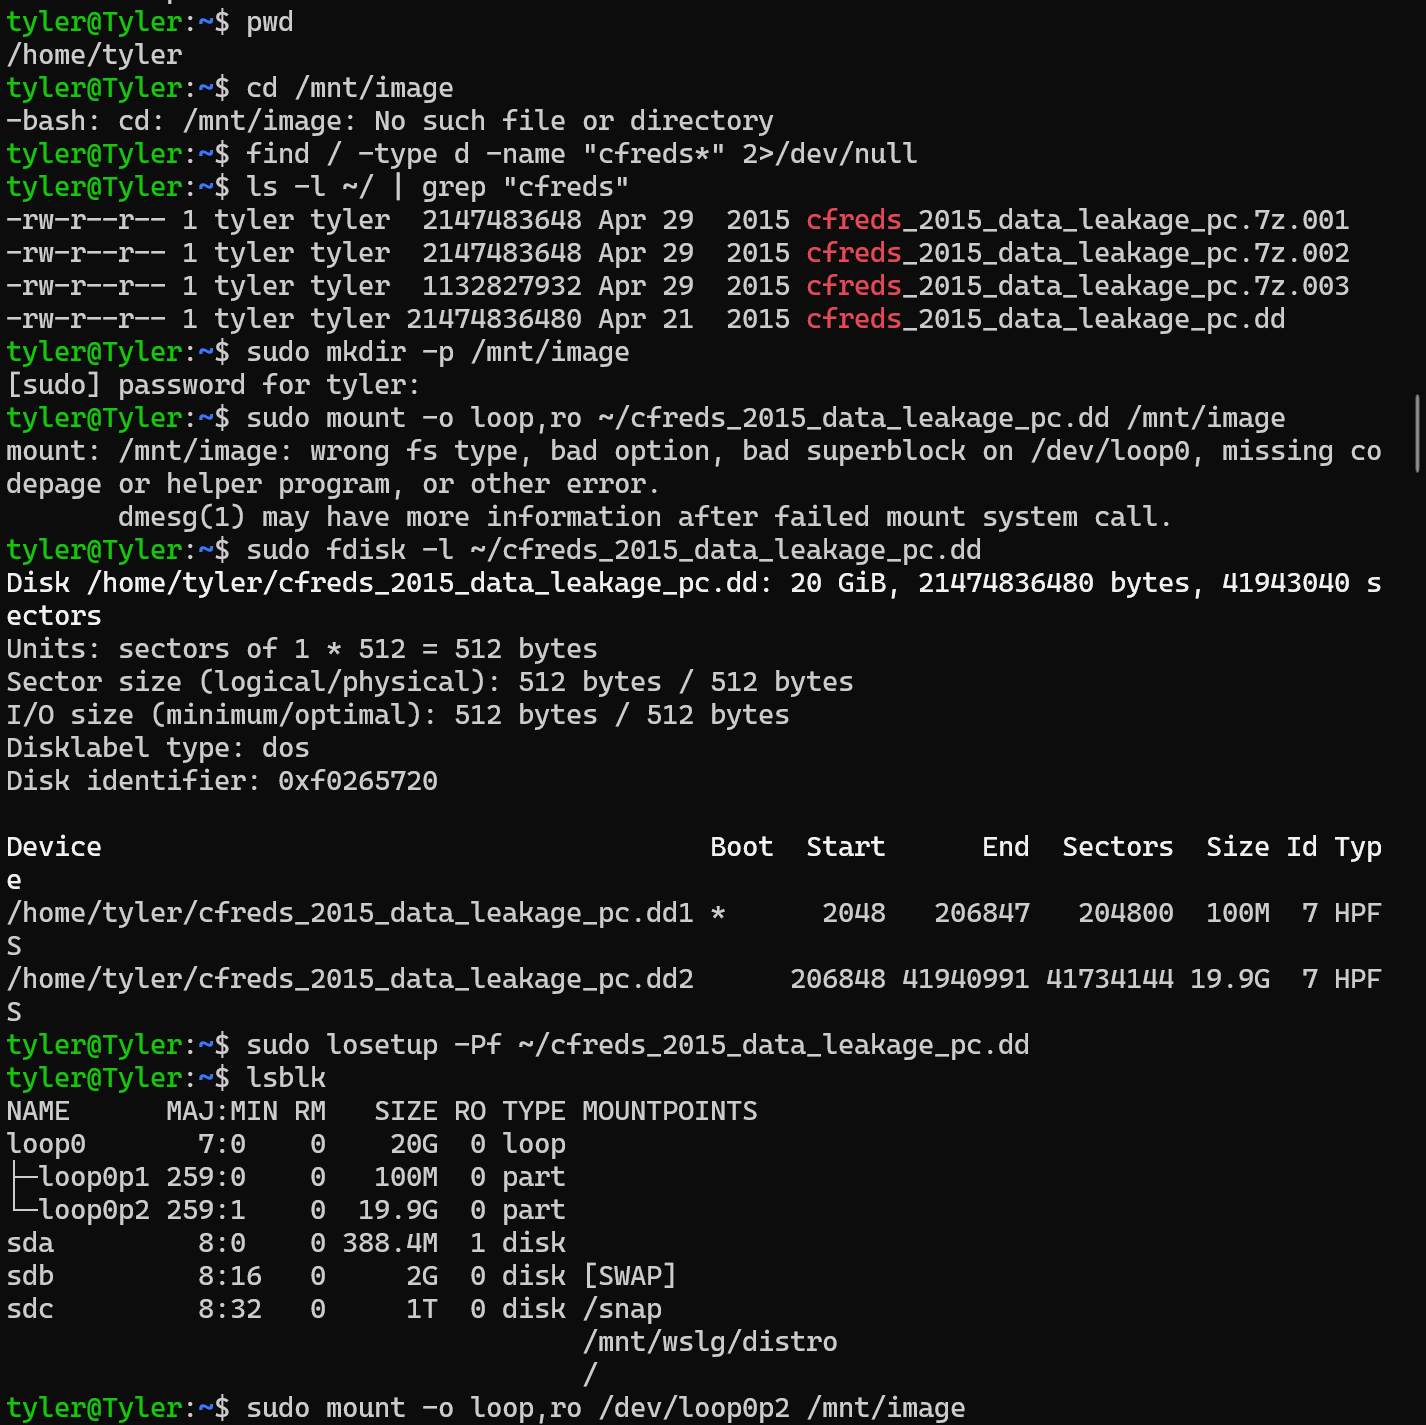 tyler@Tyler:~$ pwd
/home/tyler
tyler@Tyler:~$ cd /mnt/image
-bash: cd: /mnt/image: No such file or directory
tyler@Tyler:~$ find / -type d -name "cfreds*" 2>/dev/null
tyler@Tyler:~$ ls -l ~/ | grep "cfreds"
-rw-r--r-- 1 tyler tyler  2147483648 Apr 29  2015 cfreds_2015_data_leakage_pc.7z.001
-rw-r--r-- 1 tyler tyler  2147483648 Apr 29  2015 cfreds_2015_data_leakage_pc.7z.002
-rw-r--r-- 1 tyler tyler  1132827932 Apr 29  2015 cfreds_2015_data_leakage_pc.7z.003
-rw-r--r-- 1 tyler tyler 21474836480 Apr 21  2015 cfreds_2015_data_leakage_pc.dd
tyler@Tyler:~$ sudo mkdir -p /mnt/image
[sudo] password for tyler:
tyler@Tyler:~$ sudo mount -o loop,ro ~/cfreds_2015_data_leakage_pc.dd /mnt/image
mount: /mnt/image: wrong fs type, bad option, bad superblock on /dev/loop0, missing co
depage or helper program, or other error.
       dmesg(1) may have more information after failed mount system call.
tyler@Tyler:~$ sudo fdisk -l ~/cfreds_2015_data_leakage_pc.dd
Disk /home/tyler/cfreds_2015_data_leakage_pc.dd: 20 GiB, 21474836480 bytes, 41943040 s
ectors
Units: sectors of 1 * 512 = 512 bytes
Sector size (logical/physical): 512 bytes / 512 bytes
I/O size (minimum/optimal): 512 bytes / 512 bytes
Disklabel type: dos
Disk identifier: 0xf0265720

Device                                      Boot  Start      End  Sectors  Size Id Typ
e
/home/tyler/cfreds_2015_data_leakage_pc.dd1 *      2048   206847   204800  100M  7 HPF
S
/home/tyler/cfreds_2015_data_leakage_pc.dd2      206848 41940991 41734144 19.9G  7 HPF
S
tyler@Tyler:~$ sudo losetup -Pf ~/cfreds_2015_data_leakage_pc.dd
tyler@Tyler:~$ lsblk
NAME      MAJ:MIN RM   SIZE RO TYPE MOUNTPOINTS
loop0       7:0    0    20G  0 loop
├─loop0p1 259:0    0   100M  0 part
└─loop0p2 259:1    0  19.9G  0 part
sda         8:0    0 388.4M  1 disk
sdb         8:16   0     2G  0 disk [SWAP]
sdc         8:32   0     1T  0 disk /snap
                                    /mnt/wslg/distro
                                    /
tyler@Tyler:~$ sudo mount -o loop,ro /dev/loop0p2 /mnt/image